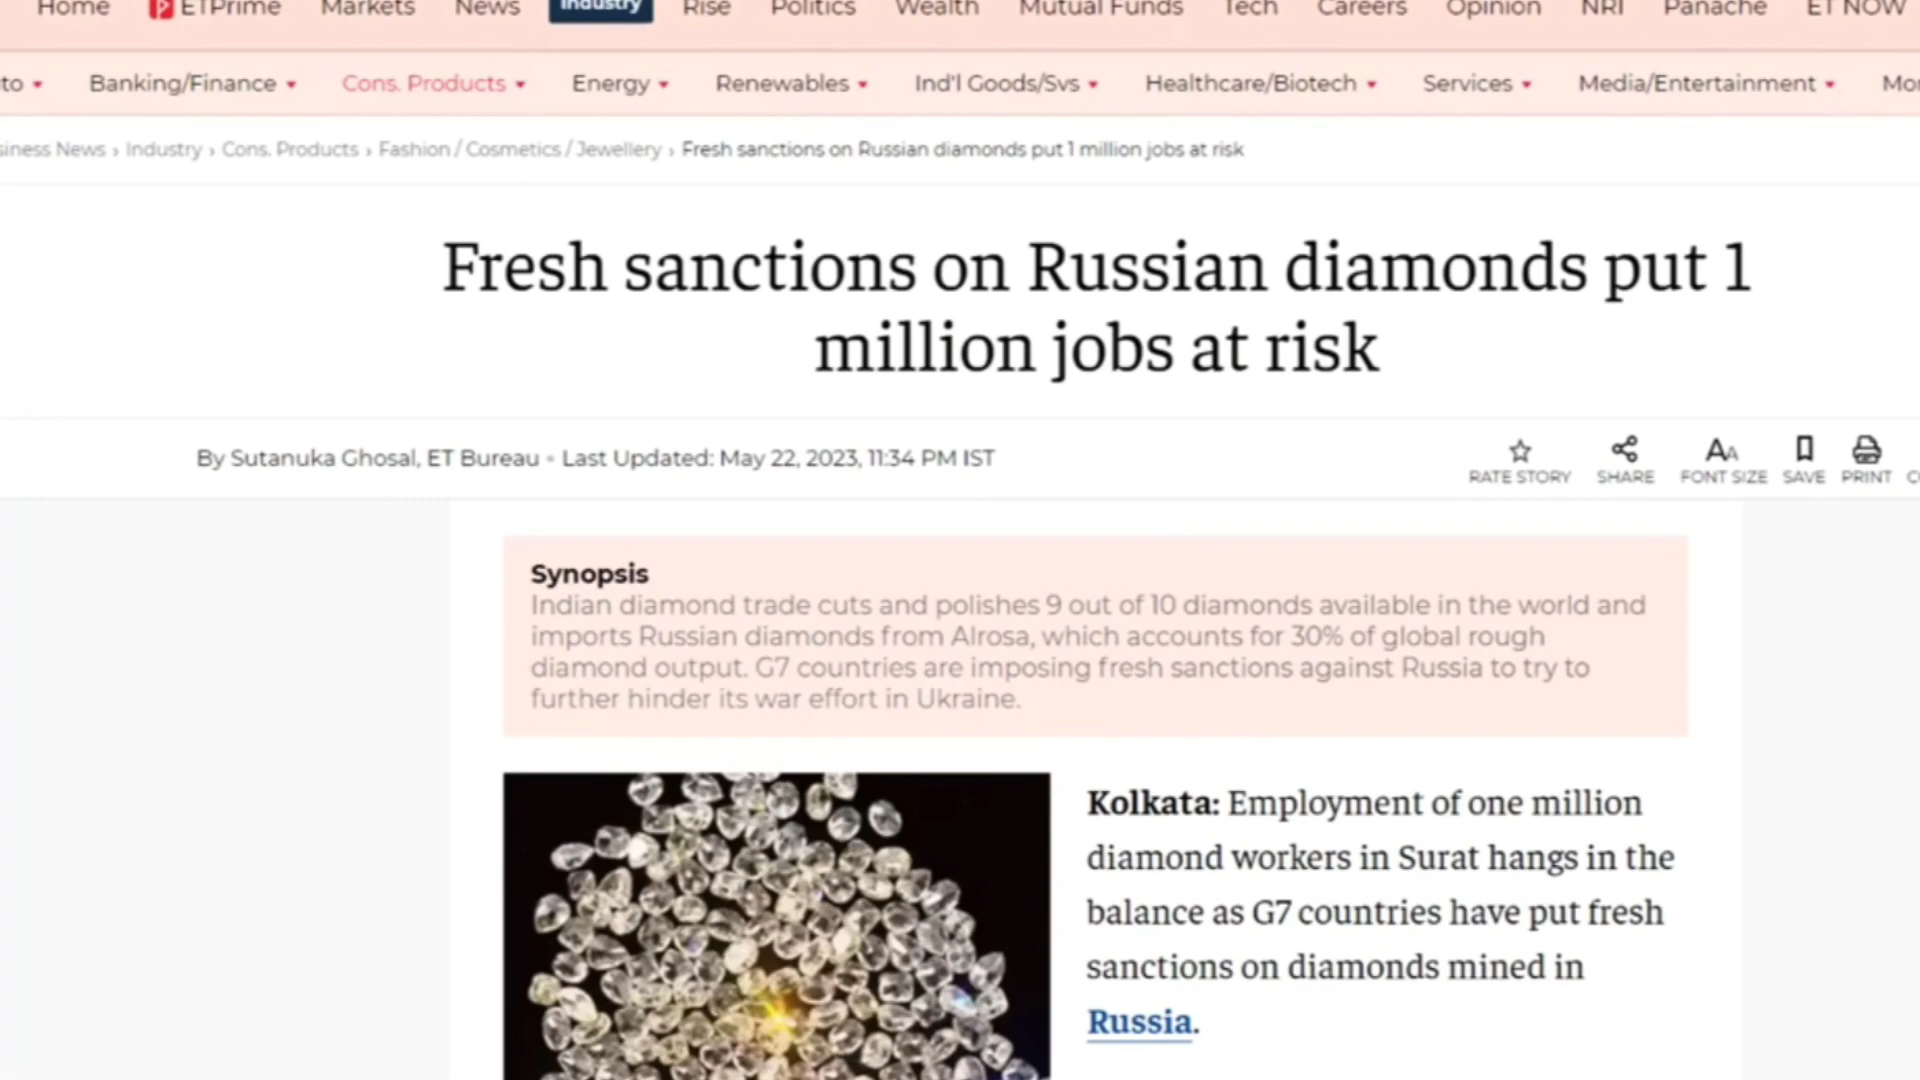 Home ETPrime Markets News Industry Rise Politics Wealth Mutual Funds Tech Careers Opinion NRI Panache ET NOW
Banking/Finance Cons. Products Energy Renewables Ind'l Goods/Svs Healthcare/Biotech Services Media/Entertainment
News › Industry › Cons. Products › Fashion / Cosmetics / Jewellery › Fresh sanctions on Russian diamonds put 1 million jobs at risk
Fresh sanctions on Russian diamonds put 1
million jobs at risk
By Sutanuka Ghosal, ET Bureau • Last Updated: May 22, 2023, 11:34 PM IST
RATE STORY SHARE FONT SIZE SAVE PRINT
Synopsis
Indian diamond trade cuts and polishes 9 out of 10 diamonds available in the world and
imports Russian diamonds from Alrosa, which accounts for 30% of global rough
diamond output. G7 countries are imposing fresh sanctions against Russia to try to
further hinder its war effort in Ukraine.
Kolkata: Employment of one million
diamond workers in Surat hangs in the
balance as G7 countries have put fresh
sanctions on diamonds mined in
Russia.